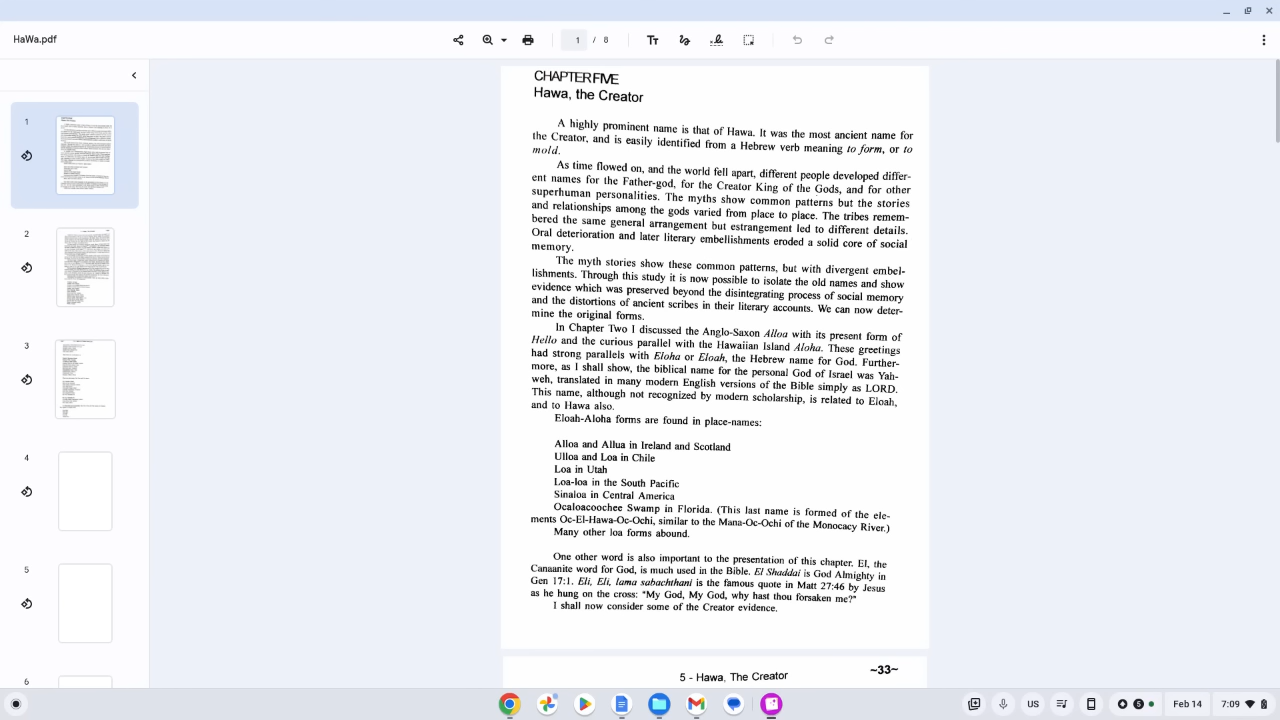 HaWa.pdf
1 / 8
CHAPTER FIVE
Hawa, the Creator
A highly prominent name is that of Hawa. It was the most ancient name for
the Creator, and is easily identified from a Hebrew verb meaning to form, or to
mold.
As time flowed on, and the world fell apart, different people developed differ-
ent names for the Father-god, for the Creator King of the Gods, and for other
superhuman personalities. The myths show common patterns but the stories
and relationships among the gods varied from place to place. The tribes remem-
bered the same general arrangement but estrangement led to different details.
Oral deterioration and later literary embellishments eroded a solid core of social
memory.
The myth stories show these common patterns, but with divergent embel-
lishments. Through this study it is now possible to isolate the old names and show
evidence which was preserved beyond the disintegrating process of social memory
and the distortions of ancient scribes in their literary accounts. We can now deter-
mine the original forms.
In Chapter Two I discussed the Anglo-Saxon Alloa with its present form of
Hello and the curious parallel with the Hawaiian Island Aloha. These greetings
had strong parallels with Eloha or Eloah, the Hebrew name for God. Further-
more, as I shall show, the biblical name for the personal God of Israel was Yah-
weh, translated in many modern English versions of the Bible simply as LORD.
This name, although not recognized by modern scholarship, is related to Eloah,
and to Hawa also.
Eloah-Aloha forms are found in place-names:
Alloa and Allua in Ireland and Scotland
Ulloa and Loa in Chile
Loa in Utah
Loa-loa in the South Pacific
Sinaloa in Central America
Ocaloacoochee Swamp in Florida. (This last name is formed of the ele-
ments Oc-El-Hawa-Oc-Ochi, similar to the Mana-Oc-Ochi of the Monocacy River.)
Many other loa forms abound.
One other word is also important to the presentation of this chapter. El, the
Canaanite word for God, is much used in the Bible. El Shaddai is God Almighty in
Gen 17:1. Eli, Eli, lama sabachthani is the famous quote in Matt 27:46 by Jesus
as he hung on the cross: "My God, My God, why hast thou forsaken me?"
I shall now consider some of the Creator evidence.
5 - Hawa, The Creator
~33~
5
6
US
5
Feb 14
7:09